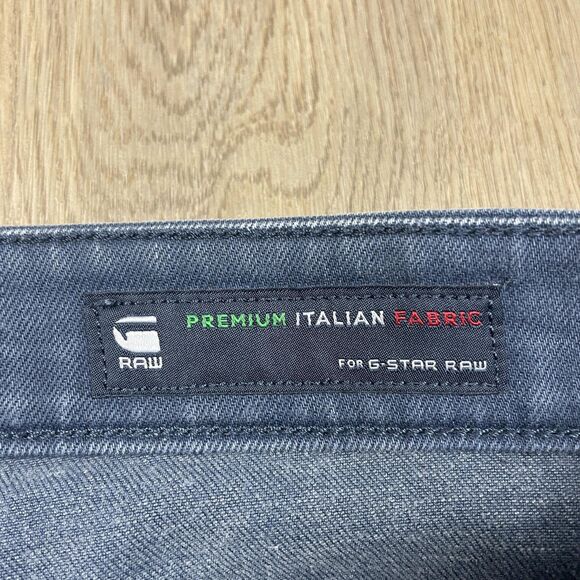 PREMIUM ITALIAN FABRIC
RAW
FOR G-STAR RAW